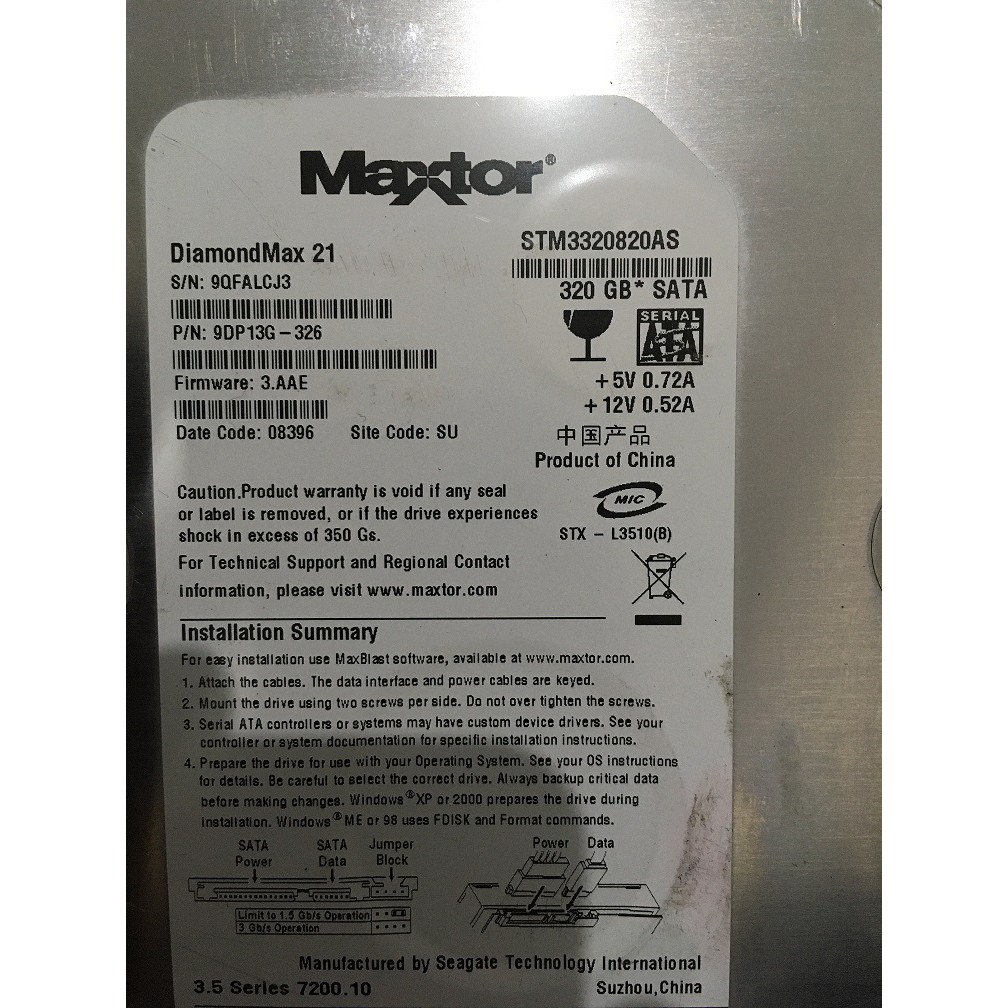 Maxtor®
DiamondMax 21
S/N: 9QFALCJ3
P/N: 9DP13G-326
Firmware: 3.AAE
Date Code: 08396 Site Code: SU
STM3320820AS
320 GB* SATA
SERIAL
ATA
+5V 0.72A
+12V 0.52A
中国产品
Product of China
MIC
STX - L3510(B)
Caution.Product warranty is void if any seal
or label is removed, or if the drive experiences
shock in excess of 350 Gs.
For Technical Support and Regional Contact
information, please visit www.maxtor.com
Installation Summary
For easy installation use MaxBlast software, available at www.maxtor.com.
1. Attach the cables. The data interface and power cables are keyed.
2. Mount the drive using two screws per side. Do not over tighten the screws.
3. Serial ATA controllers or systems may have custom device drivers. See your
controller or system documentation for specific installation instructions.
4. Prepare the drive for use with your Operating System. See your OS instructions
for details. Be careful to select the correct drive. Always backup critical data
before making changes. Windows®XP or 2000 prepares the drive during
installation. Windows®ME or 98 uses FDISK and Format commands.
SATA Power
SATA Data
Jumper Block
Power Data
Limit to 1.5 Gb/s Operation
3 Gb/s Operation
Manufactured by Seagate Technology International
3.5 Series 7200.10 Suzhou,China